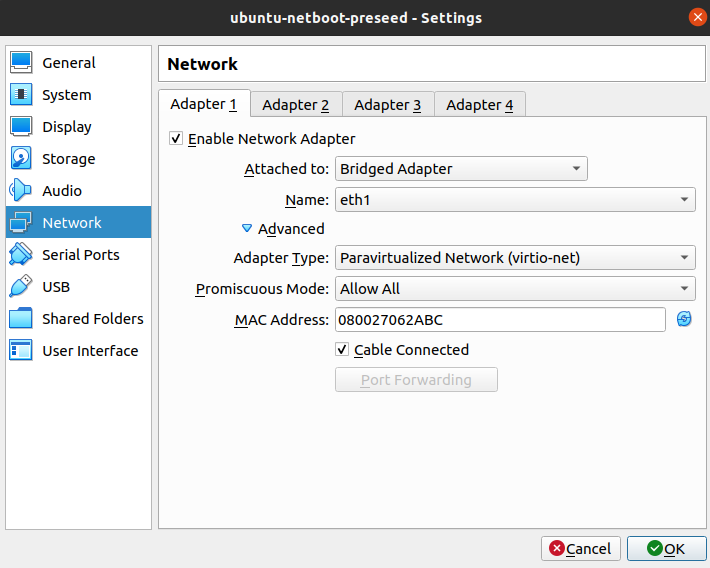 ubuntu-netboot-preseed - Settings
General
System
Display
Storage
Audio
Network
Serial Ports
USB
Shared Folders
User Interface
Network
Adapter 1 Adapter 2 Adapter 3 Adapter 4
Enable Network Adapter
Attached to: Bridged Adapter
Name: eth1
Advanced
Adapter Type: Paravirtualized Network (virtio-net)
Promiscuous Mode: Allow All
MAC Address: 080027062ABC
Cable Connected
Port Forwarding
Cancel OK